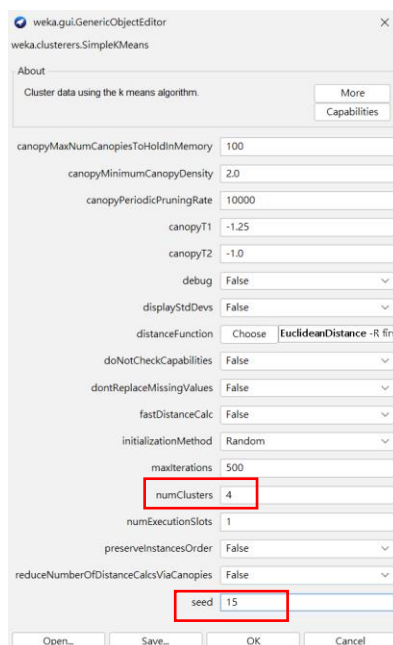 weka.gui.GenericObjectEditor
weka.clusterers.SimpleKMeans
About
Cluster data using the k means algorithm.
More
Capabilities
canopyMaxNumCanopiesToHoldInMemory 100
canopyMinimumCanopyDensity 2.0
canopyPeriodicPruningRate 10000
canopyT1 -1.25
canopyT2 -1.0
debug False
displayStdDevs False
distanceFunction Choose EuclideanDistance -R fir
doNotCheckCapabilities False
dontReplaceMissingValues False
fastDistanceCalc False
initializationMethod Random
maxIterations 500
numClusters 4
numExecutionSlots 1
preserveInstancesOrder False
reduceNumberOfDistanceCalcsViaCanopies False
seed 15
Open... Save... OK Cancel